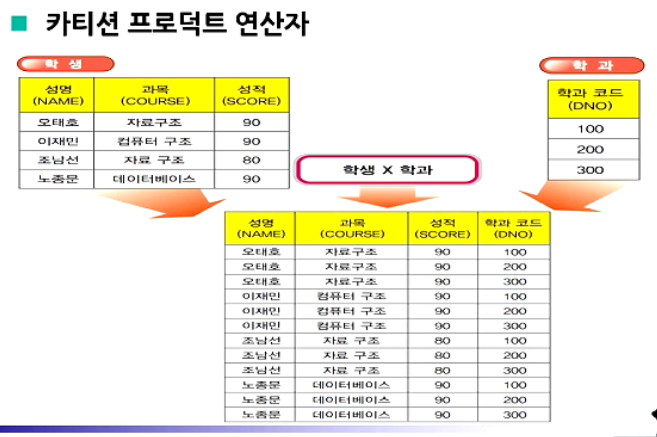 카티션 프로덕트 연산자
학 생
성명 과목 성적
(NAME) (COURSE) (SCORE)
오태호 자료구조 90
이재민 컴퓨터 구조 90
조남선 자료 구조 80
노종문 데이터베이스 90
학생 X 학과
학 과
학과 코드
(DNO)
100
200
300
성명 과목 성적 학과 코드
(NAME) (COURSE) (SCORE) (DNO)
오태호 자료구조 90 100
오태호 자료구조 90 200
오태호 자료구조 90 300
이재민 컴퓨터 구조 90 100
이재민 컴퓨터 구조 90 200
이재민 컴퓨터 구조 90 300
조남선 자료 구조 80 100
조남선 자료 구조 80 200
조남선 자료 구조 80 300
노종문 데이터베이스 90 100
노종문 데이터베이스 90 200
노종문 데이터베이스 90 300